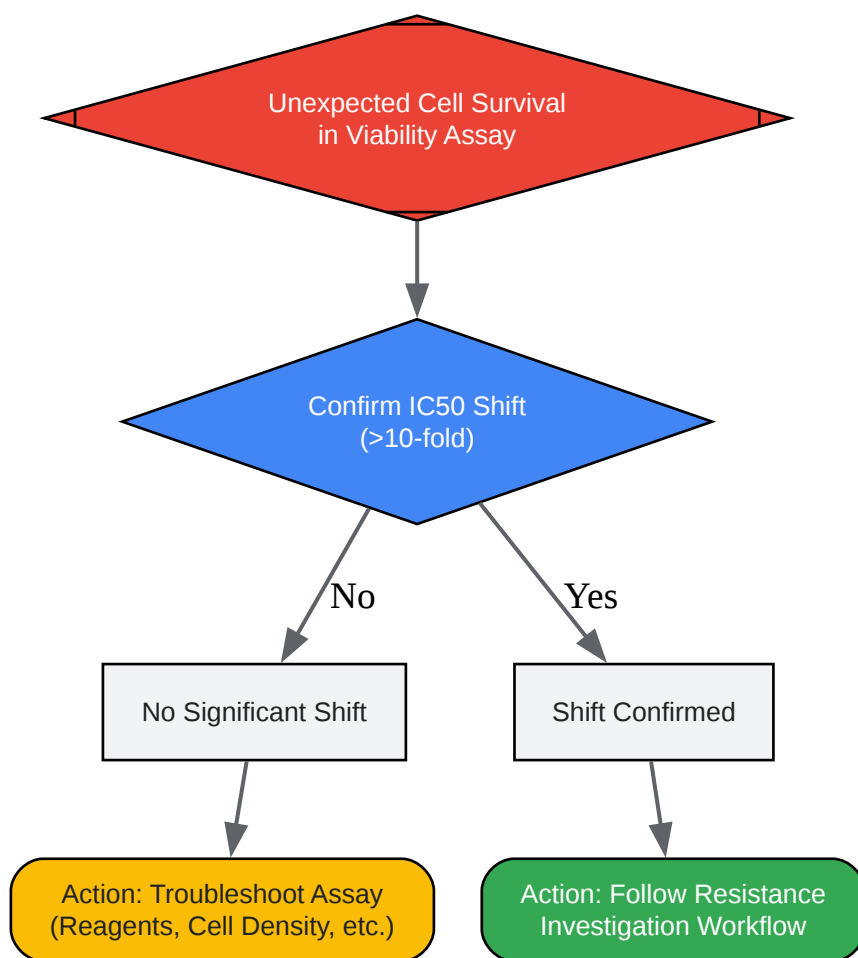 Unexpected Cell Survival
in Viability Assay
Confirm IC50 Shift
(>10-fold)
No
Yes
No Significant Shift
Shift Confirmed
Action: Troubleshoot Assay
(Reagents, Cell Density, etc.)
Action: Follow Resistance
Investigation Workflow